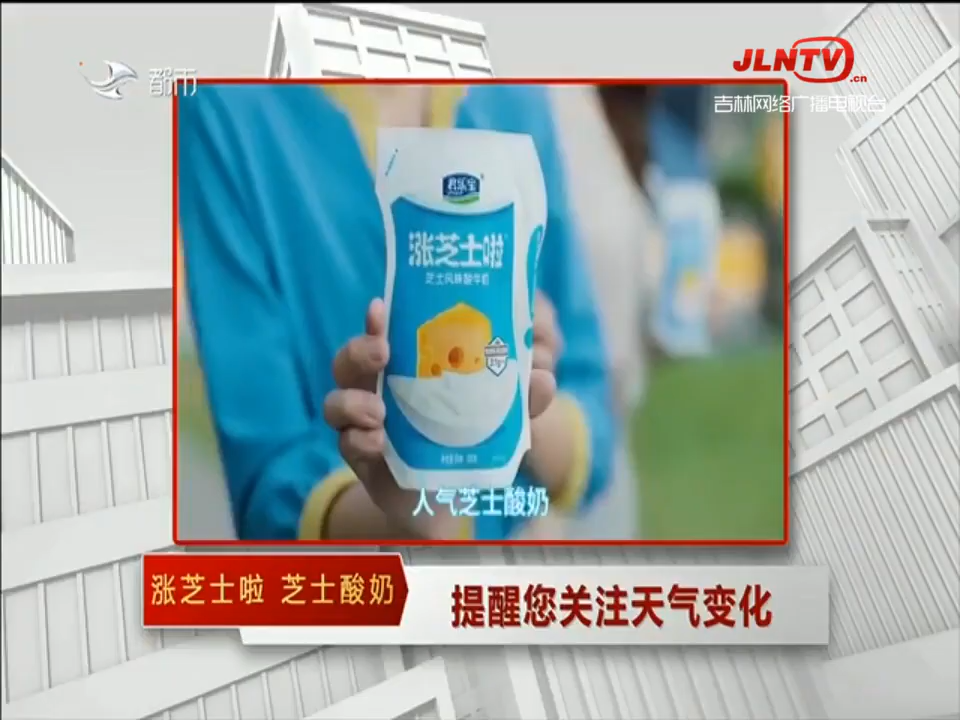 都市
JLNTV.cn
吉林网络广播电视台
君乐宝
涨芝士啦
芝士风味酸牛奶
人气芝士酸奶
涨芝士啦 芝士酸奶
提醒您关注天气变化